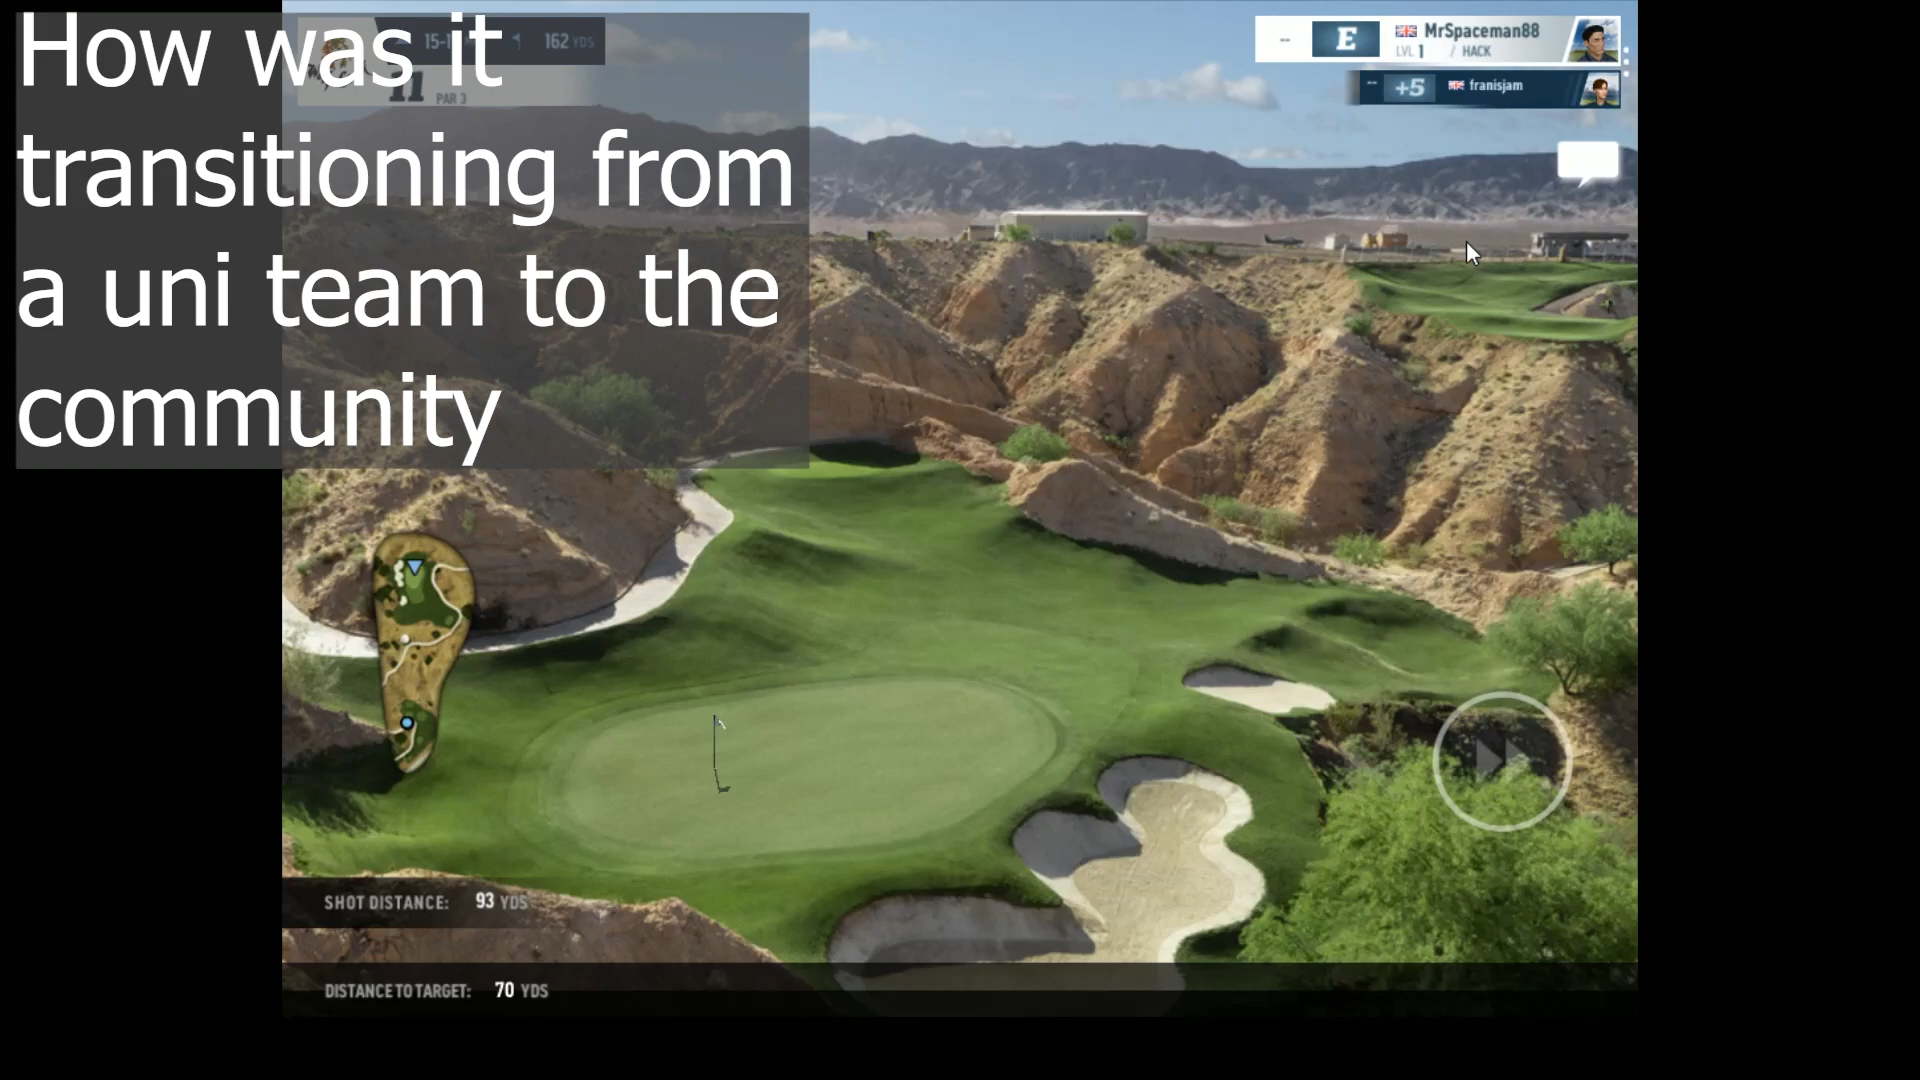 How was it
transitioning from
a uni team to the
community
162 YDS
11 PAR 3
-- E MrSpaceman88
LVL 1 / HACK
-- +5 franisjam
SHOT DISTANCE: 93 YDS
DISTANCE TO TARGET: 70 YDS